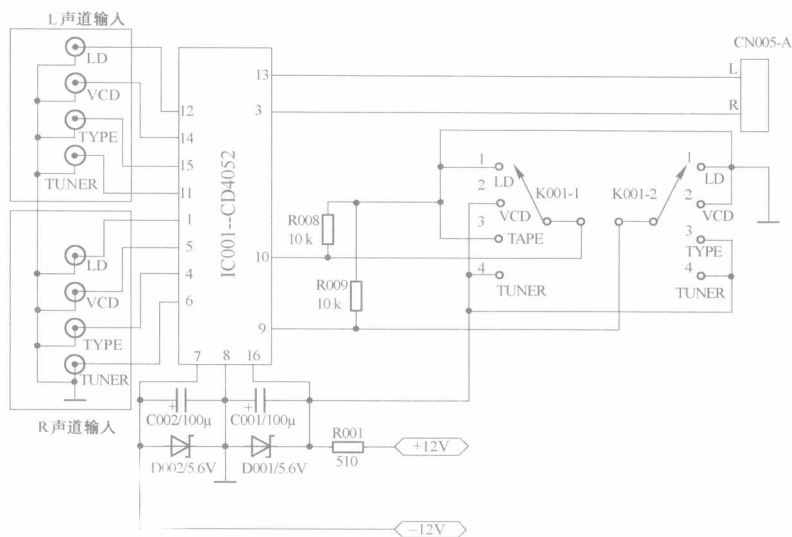 L声道输入
LD
VCD
TYPE
TUNER
12
14
15
11
1
5
4
6
LD
VCD
TYPE
TUNER
R声道输入
IC001--CD4052
13
3
10
9
7
8
16
CN005-A
L
R
R008
10 k
R009
10 k
1
LD
2
VCD
3
TAPE
4
TUNER
K001-1
K001-2
1
LD
2
VCD
3
TYPE
4
TUNER
+
C002/100μ
+
C001/100μ
D002/5.6V
D001/5.6V
R001
510
+12V
−12V